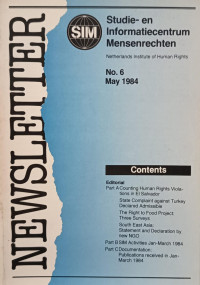 NEWSLETTER
SIM
Studie- en
Informatiecentrum
Mensenrechten
Netherlands Institute of Human Rights
No. 6
May 1984
Contents
Editorial
Part A Counting Human Rights Viola-
tions in El Salvador
State Complaint against Turkey
Declared Admissible
The Right to Food Project:
Three Surveys
South East Asia:
Statement and Declaration by
new NGO
Part B SIM Activities Jan-March 1984
Part C Documentation:
Publications received in Jan-
March 1984